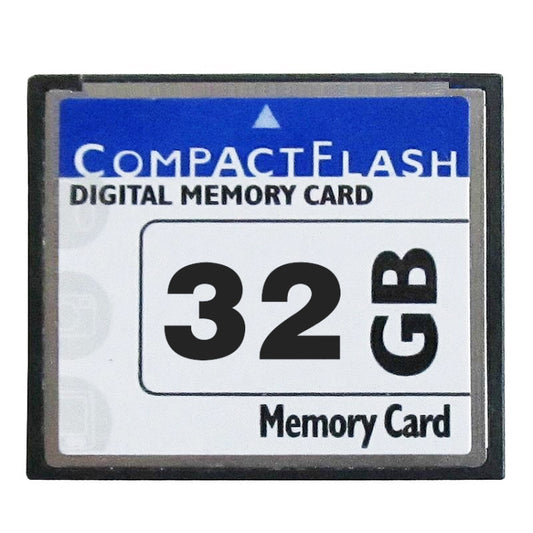 COMPACTFLASH
DIGITAL MEMORY CARD
32 GB
Memory Card